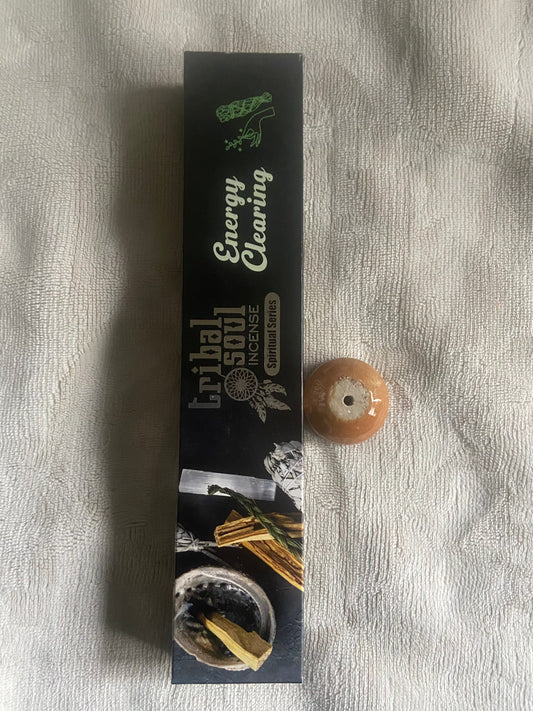 Energy
Clearing
tribal
soul
INCENSE
Spiritual Series